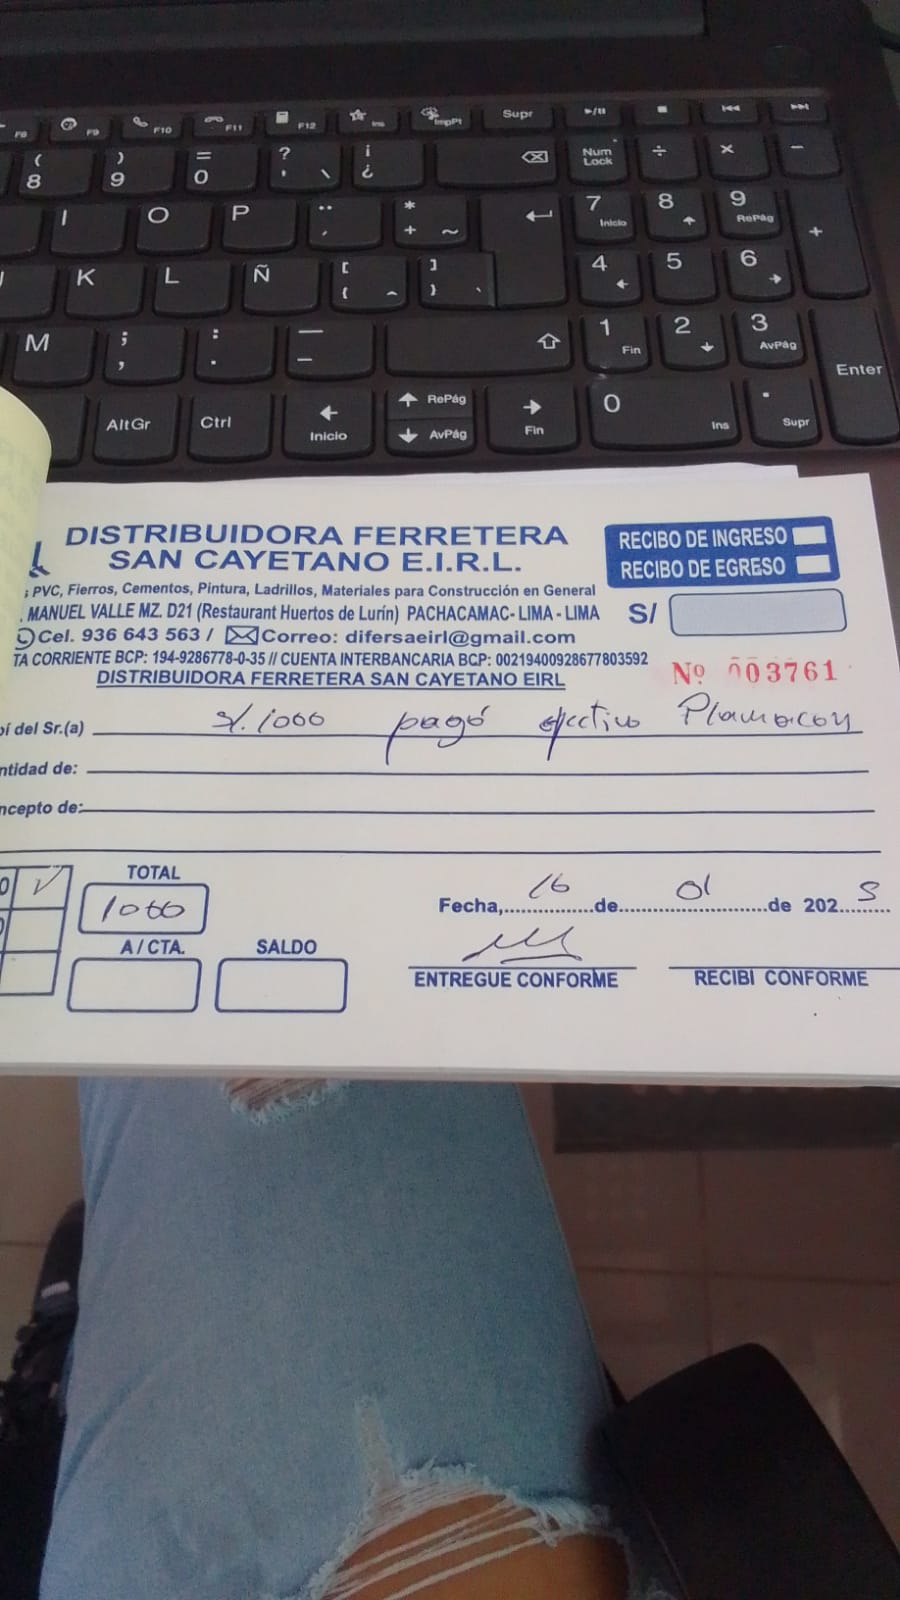 F8 F9 F10 F11 F12 Ins ImpPt Supr
( 8 ) 9 = 0 ? ' \ ¡ ¿ Num Lock ÷ × −
I O P ¨ ´ * + ~ 7 Inicio 8 9 RePág +
K L Ñ [ { ^ ] } ` 4 5 6
M ; , : . — – 1 Fin 2 3 AvPág Enter
AltGr Ctrl Inicio RePág AvPág Fin 0 Ins . Supr
DISTRIBUIDORA FERRETERA
SAN CAYETANO E.I.R.L.
RECIBO DE INGRESO
RECIBO DE EGRESO
PVC, Fierros, Cementos, Pintura, Ladrillos, Materiales para Construcción en General
. MANUEL VALLE MZ. D21 (Restaurant Huertos de Lurín) PACHACAMAC- LIMA - LIMA
S/
Cel. 936 643 563 / Correo: difersaeirl@gmail.com
TA CORRIENTE BCP: 194-9286778-0-35 // CUENTA INTERBANCARIA BCP: 00219400928677803592
DISTRIBUIDORA FERRETERA SAN CAYETANO EIRL
Nº 003761
bí del Sr.(a) S/. 1000 pagó efectivo Plamacon
ntidad de:
ncepto de:
O ✓
TOTAL
1000
Fecha, 16 de 01 de 2025
A / CTA. SALDO
ENTREGUE CONFORME RECIBI CONFORME